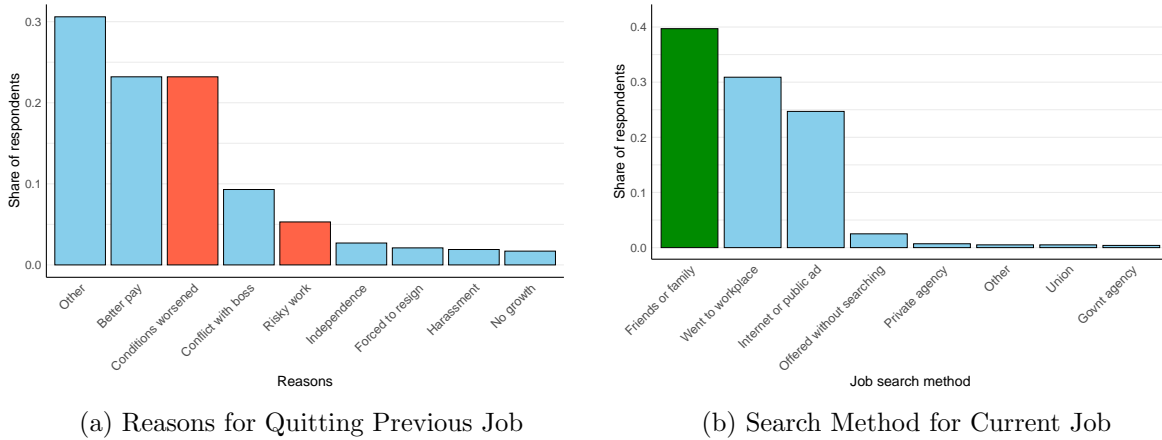 Share of respondents
0.3
0.2
0.1
0.0
Other
Better pay
Conditions worsened
Conflict with boss
Risky work
Independence
Forced to resign
Harassment
No growth
Reasons
(a) Reasons for Quitting Previous Job
Share of respondents
0.4
0.3
0.2
0.1
0.0
Friends or family
Went to workplace
Internet or public ad
Offered without searching
Private agency
Other
Union
Govnt agency
Job search method
(b) Search Method for Current Job